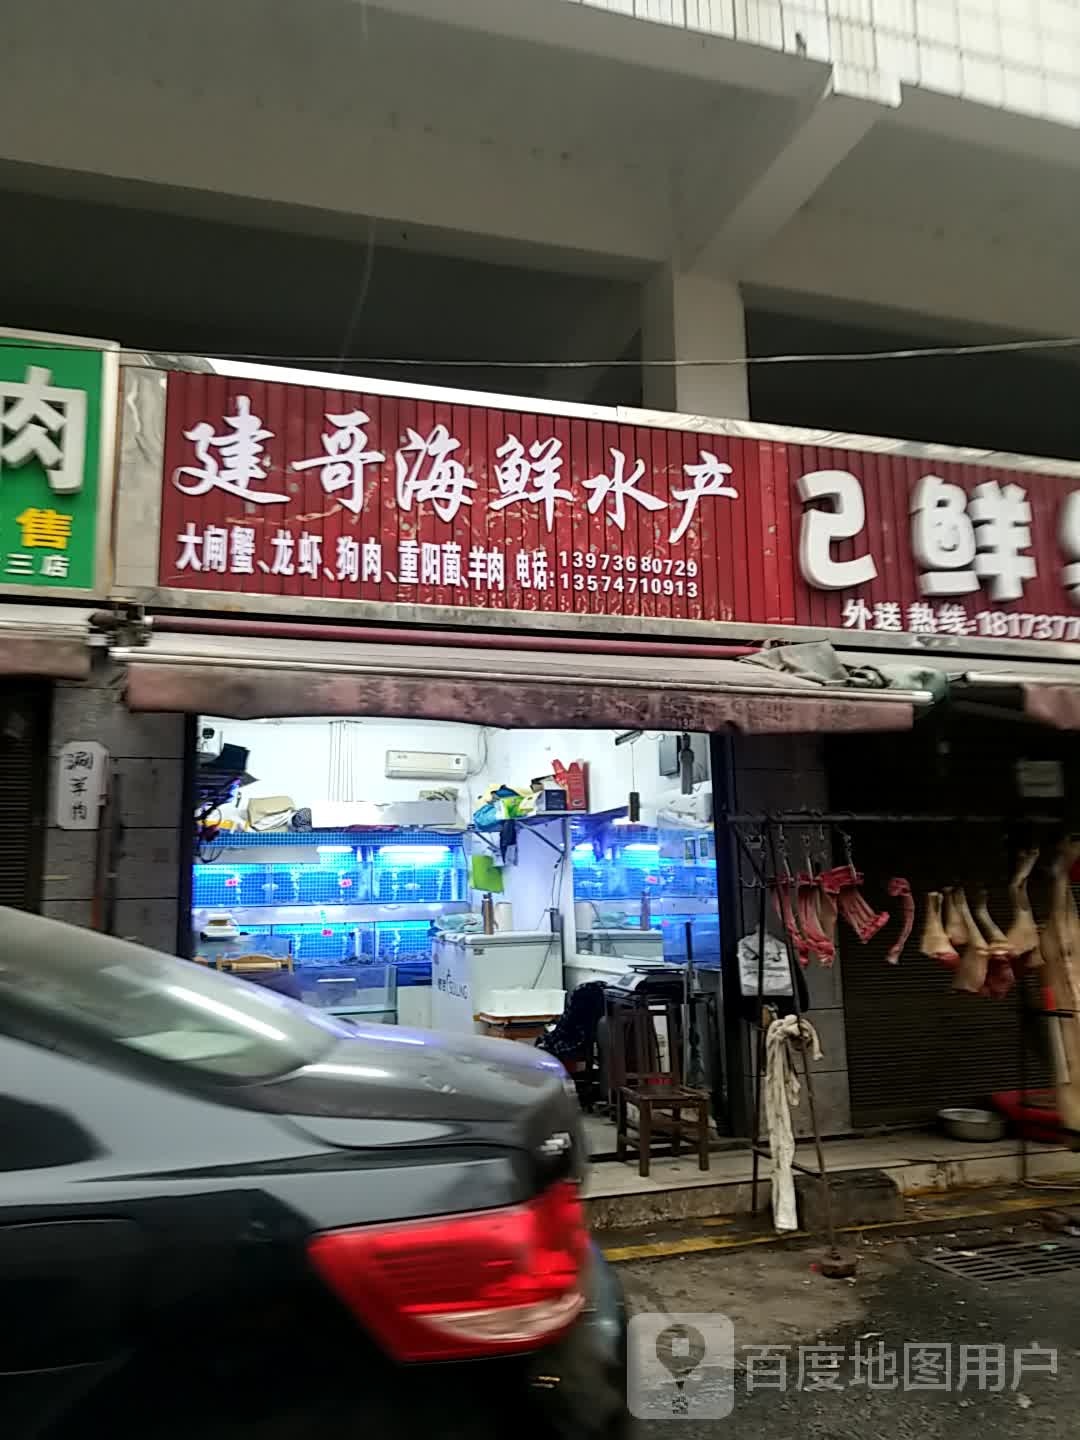 肉
售
三店
建哥海鲜水产
大闸蟹、龙虾、狗肉、重阳菌、羊肉 电话:
13973680729
13574710913
己鲜
外送热线:1817377
涮羊肉
百度地图用户